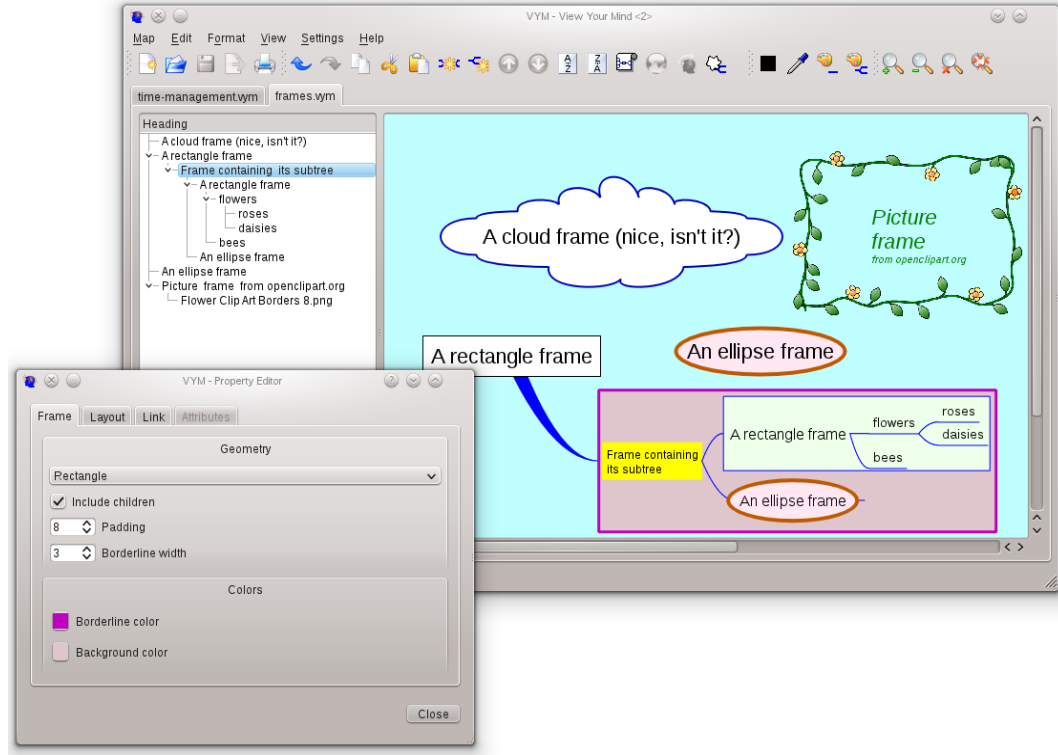 VYM - View Your Mind <2>
Map Edit Format View Settings Help
A Z
Z A
time-management.vym frames.vym
Heading
A cloud frame (nice, isn't it?)
A rectangle frame
Frame containing its subtree
A rectangle frame
flowers
roses
daisies
bees
An ellipse frame
An ellipse frame
Picture frame from openclipart.org
Flower Clip Art Borders 8.png
A cloud frame (nice, isn't it?)
Picture
frame
from openclipart.org
A rectangle frame
An ellipse frame
Frame containing
its subtree
A rectangle frame
flowers
roses
daisies
bees
An ellipse frame
VYM - Property Editor
Frame Layout Link Attributes
Geometry
Rectangle
Include children
8 Padding
3 Borderline width
Colors
Borderline color
Background color
Close